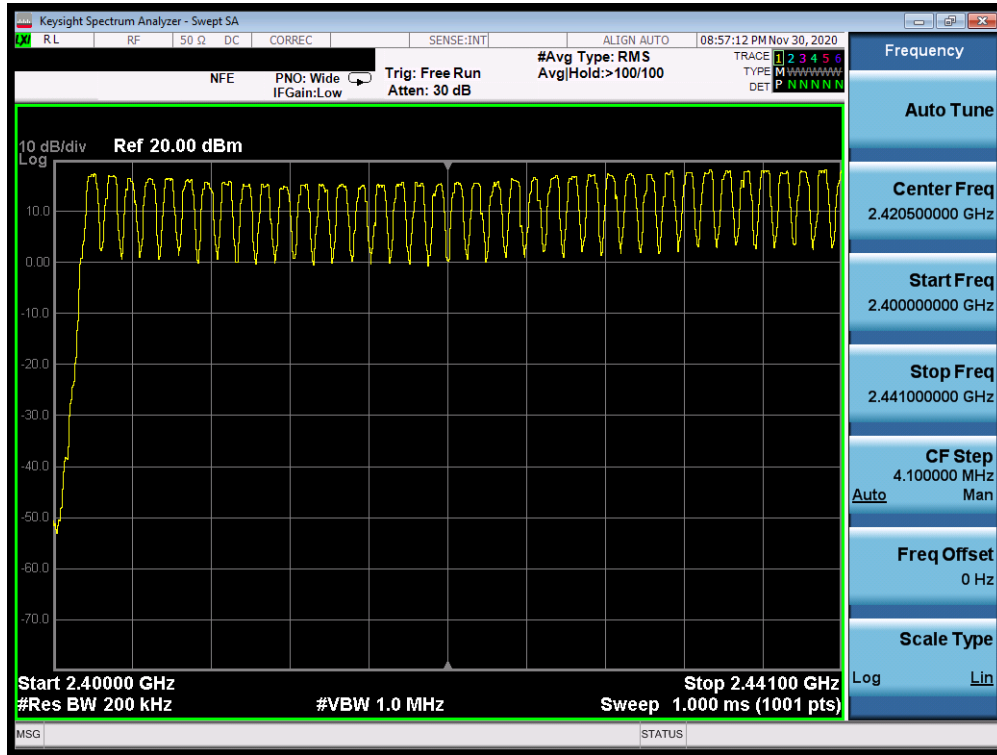 Keysight Spectrum Analyzer - Swept SA
LXI RL RF 50 Ω DC CORREC SENSE:INT ALIGN AUTO 08:57:12 PM Nov 30, 2020
NFE PNO: Wide Trig: Free Run #Avg Type: RMS TRACE 1 2 3 4 5 6
IFGain:Low Atten: 30 dB Avg|Hold:>100/100 TYPE M WWWWW
DET P N N N N N
10 dB/div Ref 20.00 dBm
Log
10.0
0.00
-10.0
-20.0
-30.0
-40.0
-50.0
-60.0
-70.0
Start 2.40000 GHz Stop 2.44100 GHz
#Res BW 200 kHz #VBW 1.0 MHz Sweep 1.000 ms (1001 pts)
MSG STATUS
Frequency
Auto Tune
Center Freq
2.420500000 GHz
Start Freq
2.400000000 GHz
Stop Freq
2.441000000 GHz
CF Step
4.100000 MHz
Auto Man
Freq Offset
0 Hz
Scale Type
Log Lin